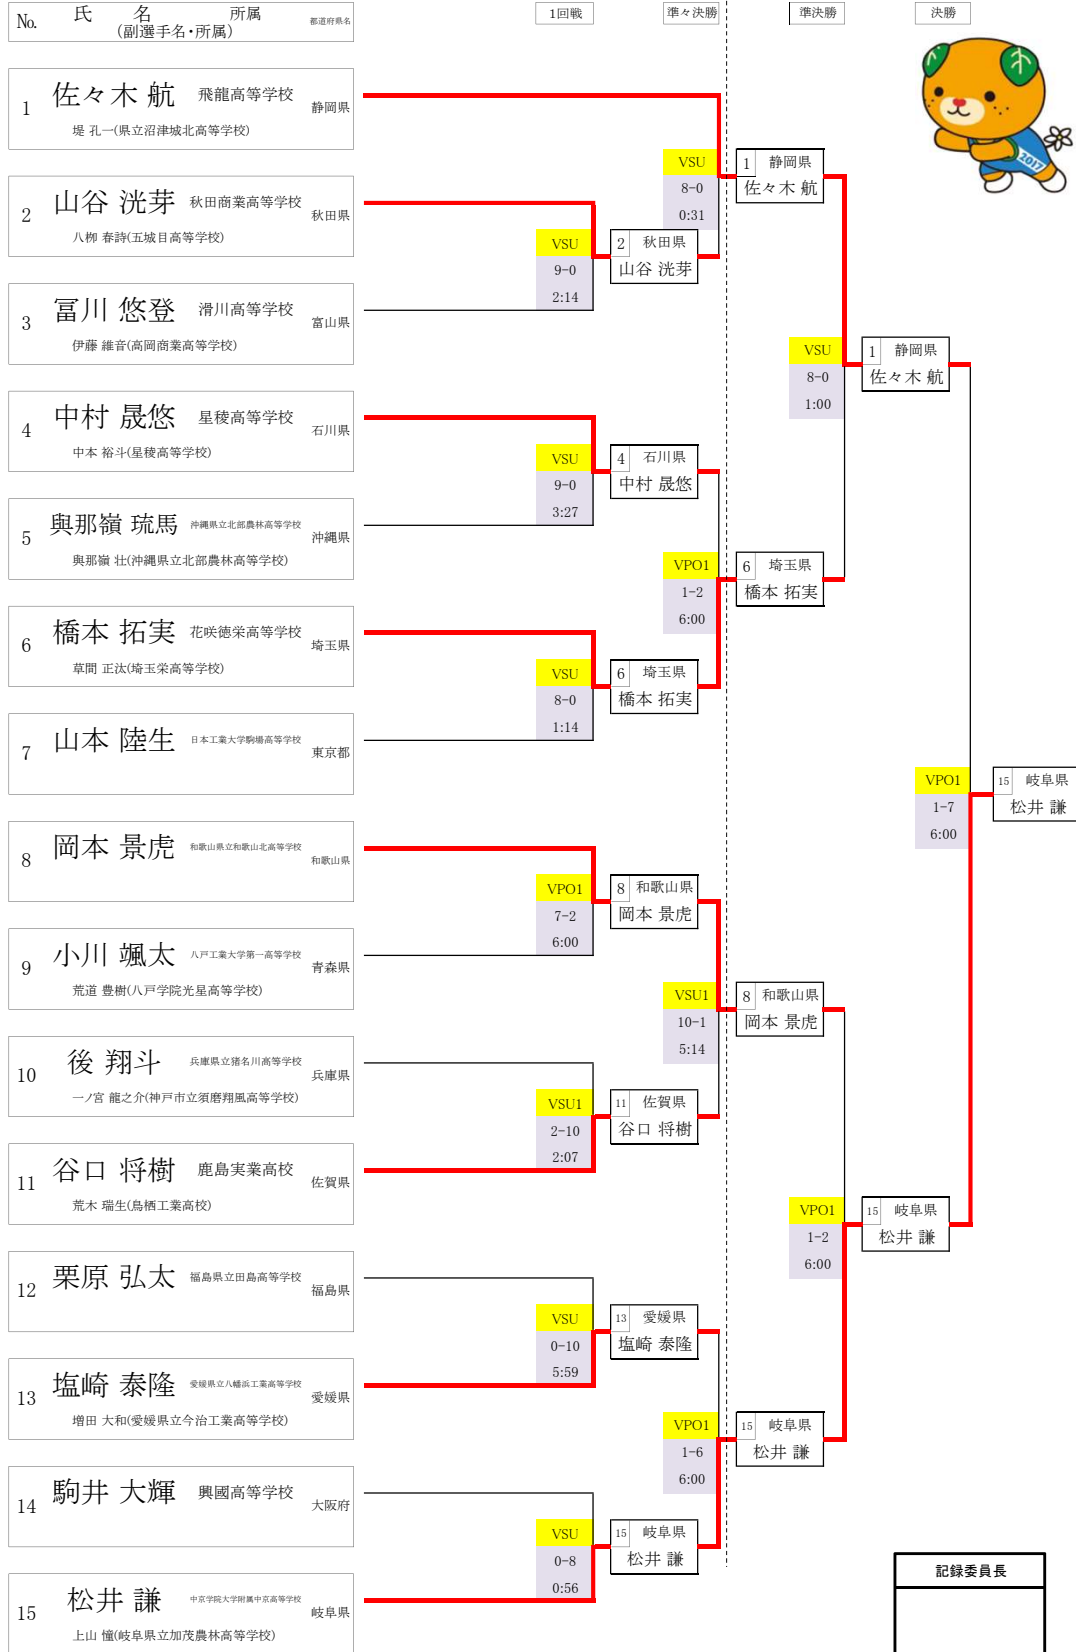 No. 氏 名 所属 都道府県名
(副選手名・所属)
1回戦 準々決勝 準決勝 決勝
2017
1 佐々木 航 飛龍高等学校 静岡県
堤 孔一(県立沼津城北高等学校)
2 山谷 洸芽 秋田商業高等学校 秋田県
八栁 春詩(五城目高等学校)
3 冨川 悠登 滑川高等学校 富山県
伊藤 維音(高岡商業高等学校)
4 中村 晟悠 星稜高等学校 石川県
中本 裕斗(星稜高等学校)
5 與那嶺 琉馬 沖縄県立北部農林高等学校 沖縄県
與那嶺 壮(沖縄県立北部農林高等学校)
6 橋本 拓実 花咲徳栄高等学校 埼玉県
草間 正汰(埼玉栄高等学校)
7 山本 陸生 日本工業大学駒場高等学校 東京都
8 岡本 景虎 和歌山県立和歌山北高等学校 和歌山県
9 小川 颯太 八戸工業大学第一高等学校 青森県
荒道 豊樹(八戸学院光星高等学校)
10 後 翔斗 兵庫県立猪名川高等学校 兵庫県
一ノ宮 龍之介(神戸市立須磨翔風高等学校)
11 谷口 将樹 鹿島実業高校 佐賀県
荒木 瑞生(鳥栖工業高校)
12 栗原 弘太 福島県立田島高等学校 福島県
13 塩崎 泰隆 愛媛県立八幡浜工業高等学校 愛媛県
増田 大和(愛媛県立今治工業高等学校)
14 駒井 大輝 興國高等学校 大阪府
15 松井 謙 中京学院大学附属中京高等学校 岐阜県
上山 憧(岐阜県立加茂農林高等学校)
VSU
9-0
2:14
VSU
9-0
3:27
VSU
8-0
1:14
VPO1
7-2
6:00
VSU1
2-10
2:07
VSU
0-10
5:59
VSU
0-8
0:56
2 秋田県
山谷 洸芽
4 石川県
中村 晟悠
6 埼玉県
橋本 拓実
8 和歌山県
岡本 景虎
11 佐賀県
谷口 将樹
13 愛媛県
塩崎 泰隆
15 岐阜県
松井 謙
VSU
8-0
0:31
VPO1
1-2
6:00
VSU1
10-1
5:14
VPO1
1-6
6:00
1 静岡県
佐々木 航
6 埼玉県
橋本 拓実
8 和歌山県
岡本 景虎
15 岐阜県
松井 謙
VSU
8-0
1:00
VPO1
1-2
6:00
1 静岡県
佐々木 航
15 岐阜県
松井 謙
VPO1
1-7
6:00
15 岐阜県
松井 謙
記録委員長